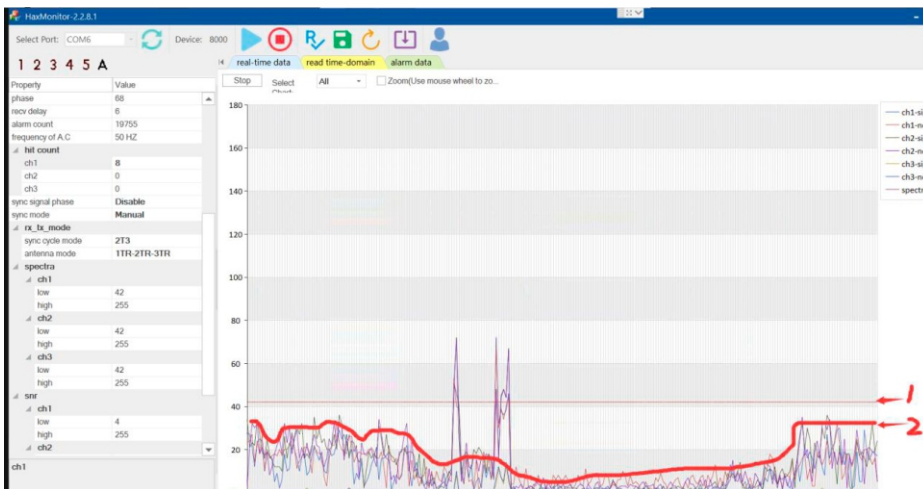 HaxMonitor-2.2.8.1
Select Port: COM6 Device: 8000
1 2 3 4 5 A
real-time data read time-domain alarm data
Property Value
phase 68
recv delay 6
alarm count 19755
frequency of A.C 50 HZ
hit count
ch1 8
ch2 0
ch3 0
sync signal phase Disable
sync mode Manual
rx_tx_mode
sync cycle mode 2T3
antenna mode 1TR-2TR-3TR
spectra
ch1
low 42
high 255
ch2
low 42
high 255
ch3
low 42
high 255
snr
ch1
low 4
high 255
ch2
ch1
Stop Select All Zoom(Use mouse wheel to zo...
180
160
140
120
100
80
60
40
20
ch1-si
ch1-n
ch2-si
ch2-n
ch3-si
ch3-n
spectr
1
2